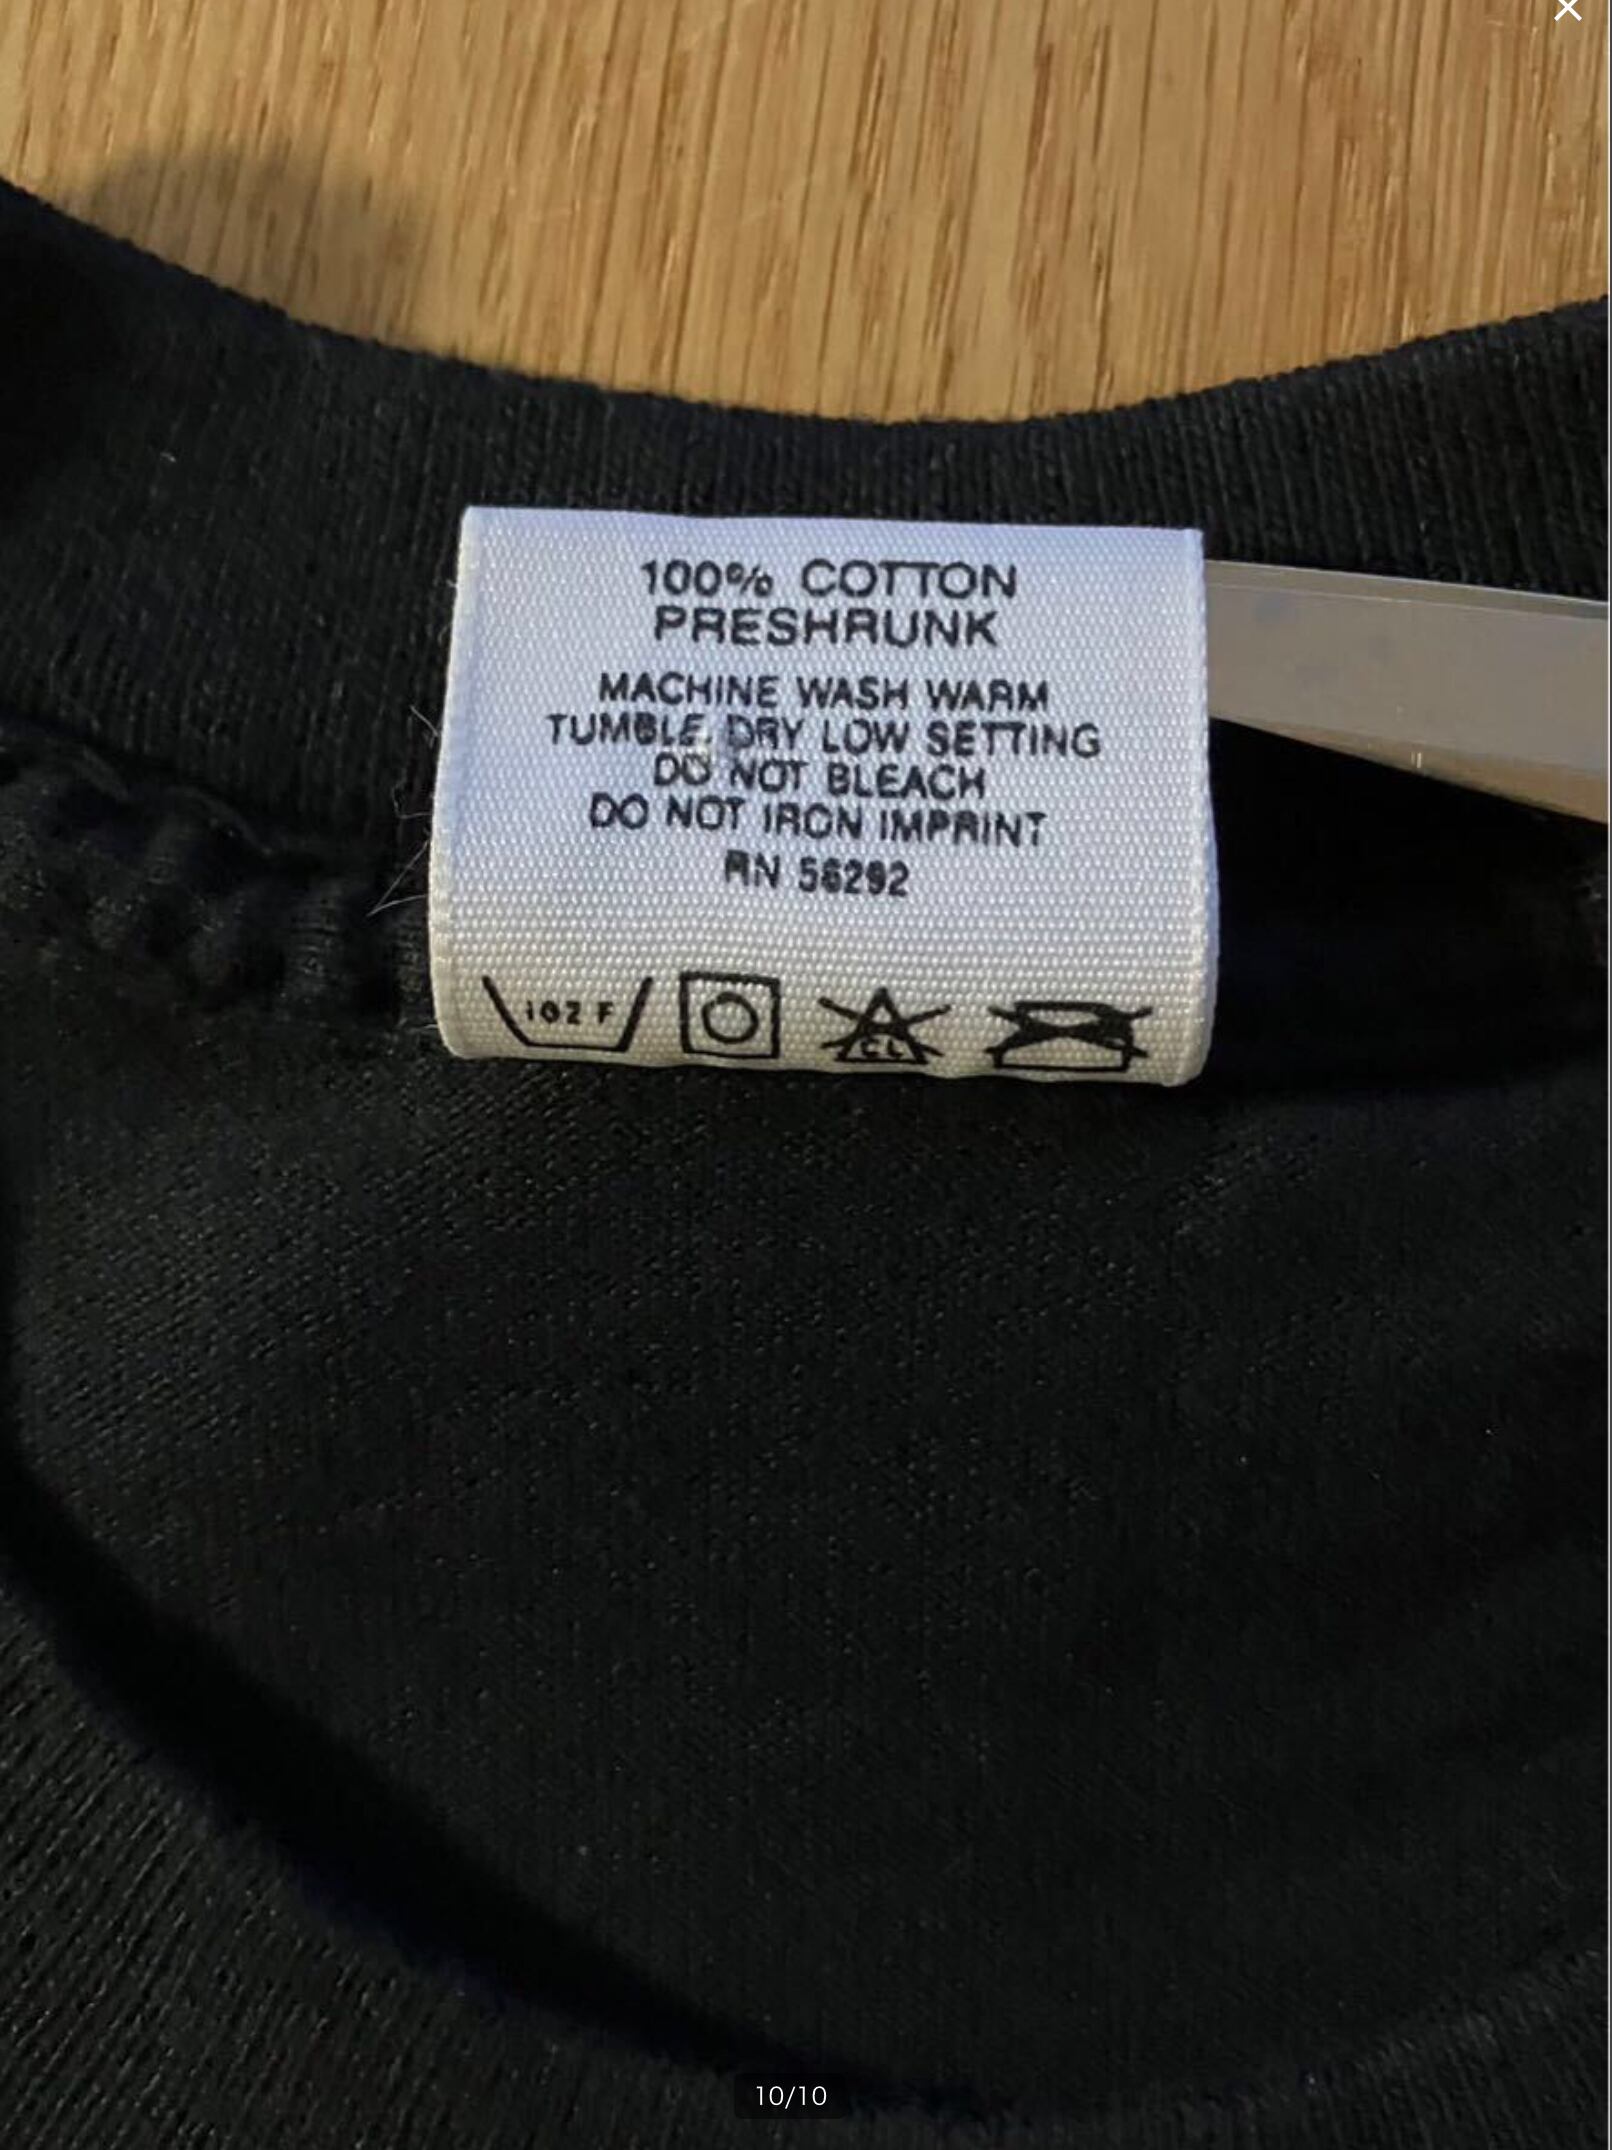 100% COTTON
PRESHRUNK
MACHINE WASH WARM
TUMBLE DRY LOW SETTING
DO NOT BLEACH
DO NOT IRON IMPRINT
RN 56292
102 F
CL
10/10